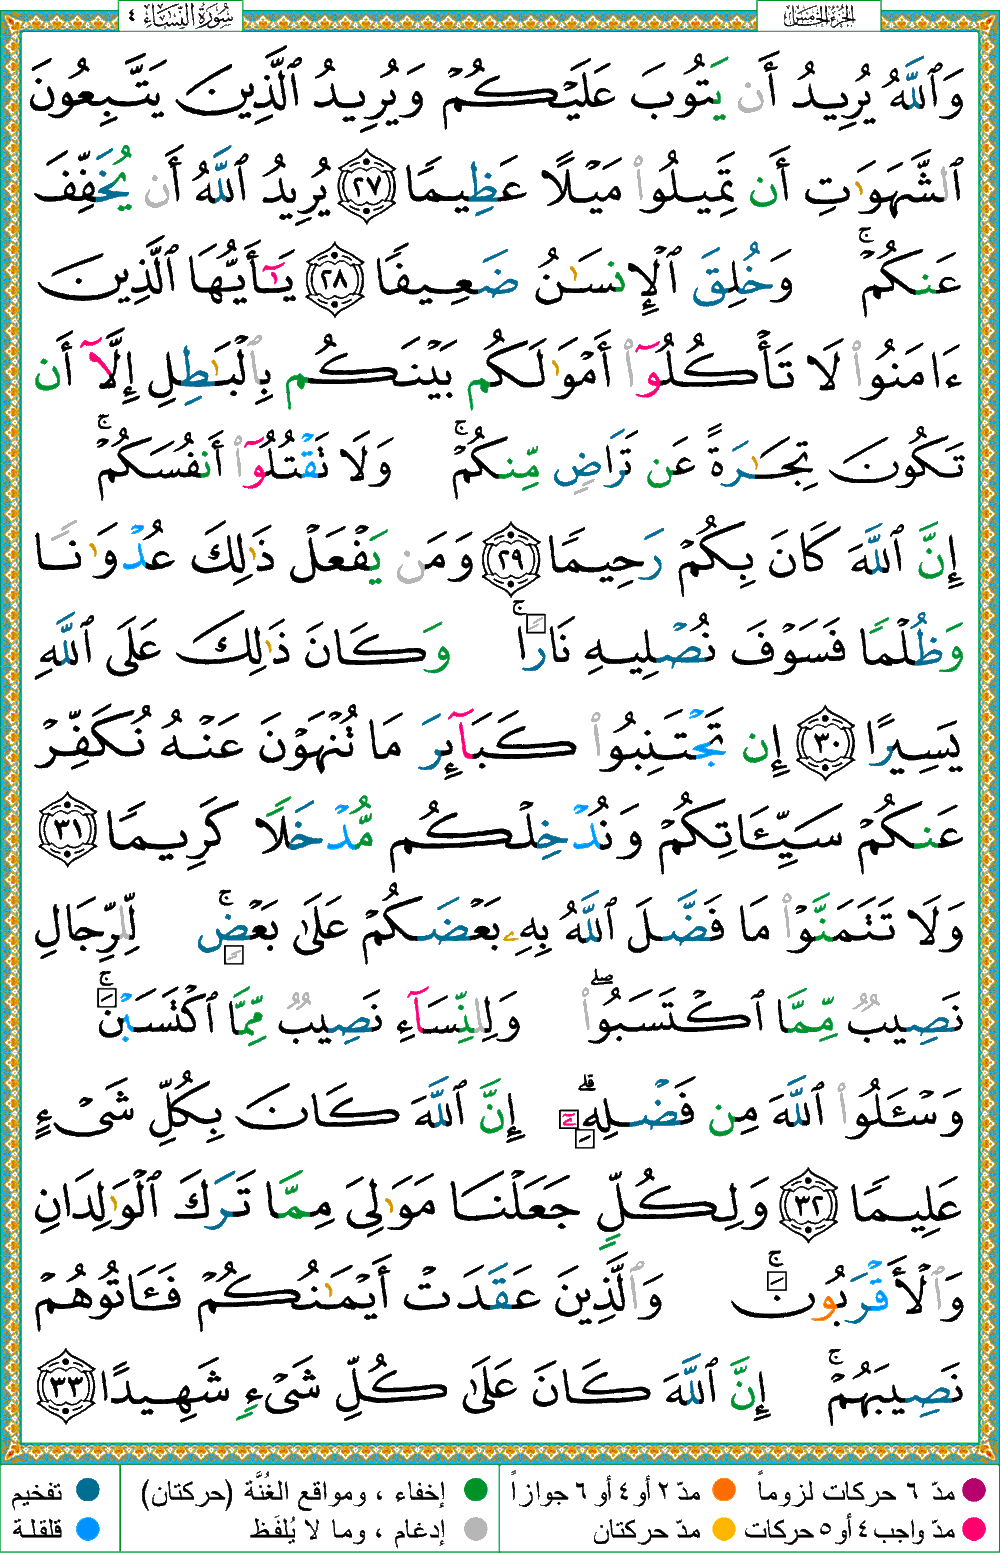 الجزء الخامس
سُورَةُ النِّسَاءِ ٤
وَٱللَّهُ يُرِيدُ أَن يَتُوبَ عَلَيْكُمْ وَيُرِيدُ ٱلَّذِينَ يَتَّبِعُونَ
ٱلشَّهَوَٰتِ أَن تَمِيلُوا۟ مَيْلًا عَظِيمًا ٢٧ يُرِيدُ ٱللَّهُ أَن يُخَفِّفَ
عَنكُمْ ۚ وَخُلِقَ ٱلْإِنسَـٰنُ ضَعِيفًا ٢٨ يَـٰٓأَيُّهَا ٱلَّذِينَ
ءَامَنُوا۟ لَا تَأْكُلُوٓا۟ أَمْوَٰلَكُم بَيْنَكُم بِٱلْبَـٰطِلِ إِلَّآ أَن
تَكُونَ تِجَـٰرَةً عَن تَرَاضٍ مِّنكُمْ ۚ وَلَا تَقْتُلُوٓا۟ أَنفُسَكُمْ ۚ
إِنَّ ٱللَّهَ كَانَ بِكُمْ رَحِيمًا ٢٩ وَمَن يَفْعَلْ ذَٰلِكَ عُدْوَٰنًا
وَظُلْمًا فَسَوْفَ نُصْلِيهِ نَارًا ۚ وَكَانَ ذَٰلِكَ عَلَى ٱللَّهِ
يَسِيرًا ٣٠ إِن تَجْتَنِبُوا۟ كَبَآئِرَ مَا تُنْهَوْنَ عَنْهُ نُكَفِّرْ
عَنكُمْ سَيِّـَٔاتِكُمْ وَنُدْخِلْكُم مُّدْخَلًا كَرِيمًا ٣١
وَلَا تَتَمَنَّوْا۟ مَا فَضَّلَ ٱللَّهُ بِهِۦ بَعْضَكُمْ عَلَىٰ بَعْضٍ ۚ لِّلرِّجَالِ
نَصِيبٌ مِّمَّا ٱكْتَسَبُوا۟ ۖ وَلِلنِّسَآءِ نَصِيبٌ مِّمَّا ٱكْتَسَبْنَ ۚ
وَسْـَٔلُوا۟ ٱللَّهَ مِن فَضْلِهِۦٓ ۗ إِنَّ ٱللَّهَ كَانَ بِكُلِّ شَىْءٍ
عَلِيمًا ٣٢ وَلِكُلٍّ جَعَلْنَا مَوَٰلِىَ مِمَّا تَرَكَ ٱلْوَٰلِدَانِ
وَٱلْأَقْرَبُونَ ۚ وَٱلَّذِينَ عَقَدَتْ أَيْمَـٰنُكُمْ فَـَٔاتُوهُمْ
نَصِيبَهُمْ ۚ إِنَّ ٱللَّهَ كَانَ عَلَىٰ كُلِّ شَىْءٍ شَهِيدًا ٣٣
مدّ ٦ حركات لزوماً
مدّ ٢ أو ٤ أو ٦ جوازاً
إخفاء ، ومواقع الغُنَّة (حركتان)
تفخيم
مدّ واجب ٤ أو ٥ حركات
مدّ حركتان
إدغام ، وما لا يُلفَظ
قلقلة